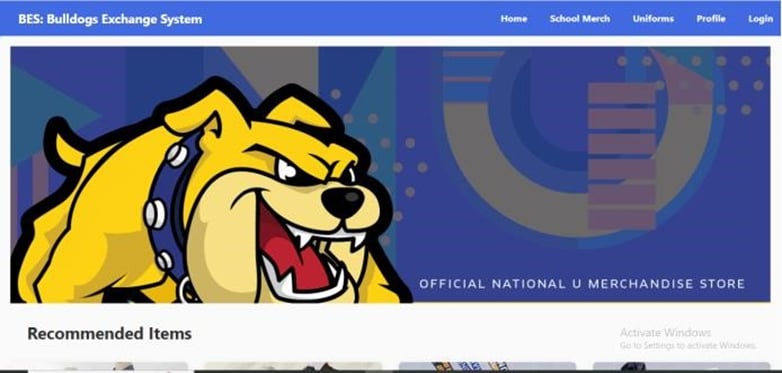 BES: Bulldogs Exchange System
Home School Merch Uniforms Profile Login
OFFICIAL NATIONAL U MERCHANDISE STORE
Recommended Items
Activate Windows
Go to Settings to activate Windows.